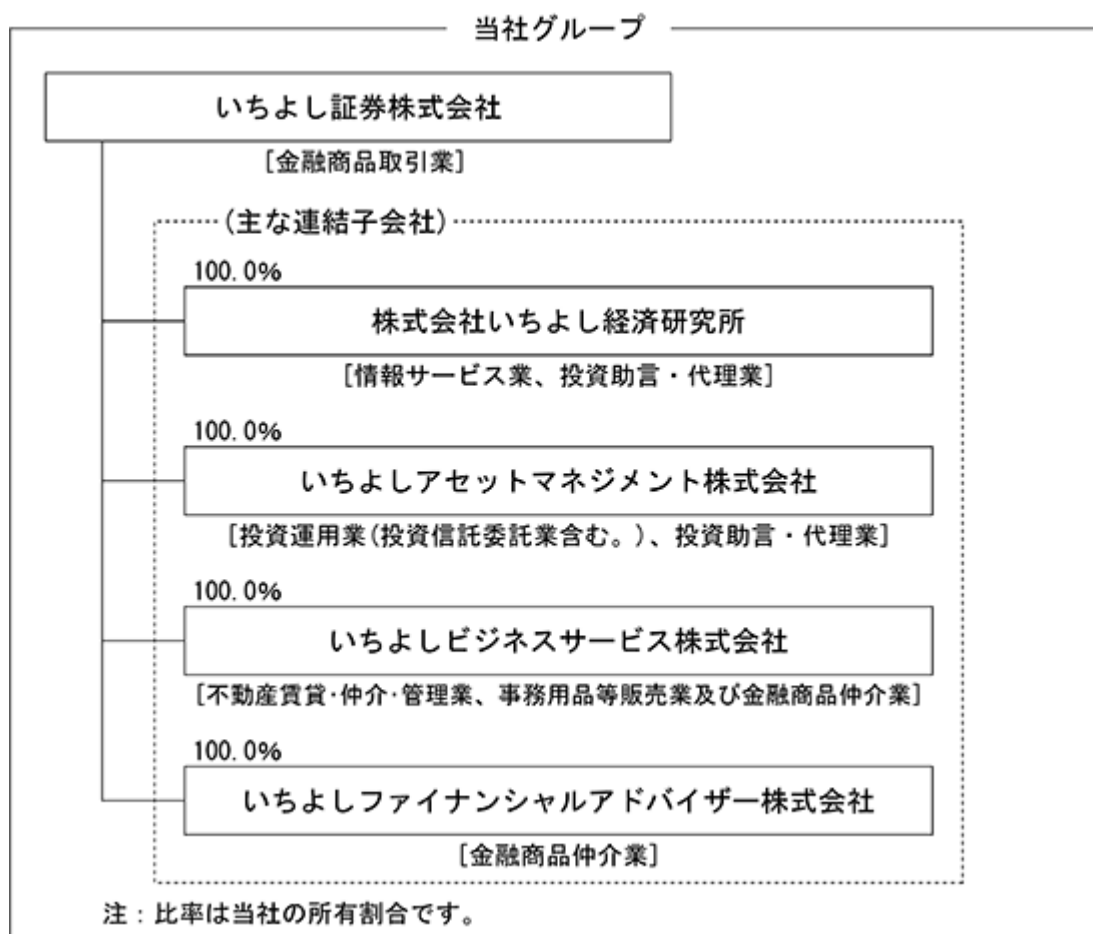 当社グループ
いちよし証券株式会社
[金融商品取引業]
(主な連結子会社)
100.0%
株式会社いちよし経済研究所
[情報サービス業、投資助言・代理業]
100.0%
いちよしアセットマネジメント株式会社
[投資運用業(投資信託委託業含む。)、投資助言・代理業]
100.0%
いちよしビジネスサービス株式会社
[不動産賃貸・仲介・管理業、事務用品等販売業及び金融商品仲介業]
100.0%
いちよしファイナンシャルアドバイザー株式会社
[金融商品仲介業]
注：比率は当社の所有割合です。